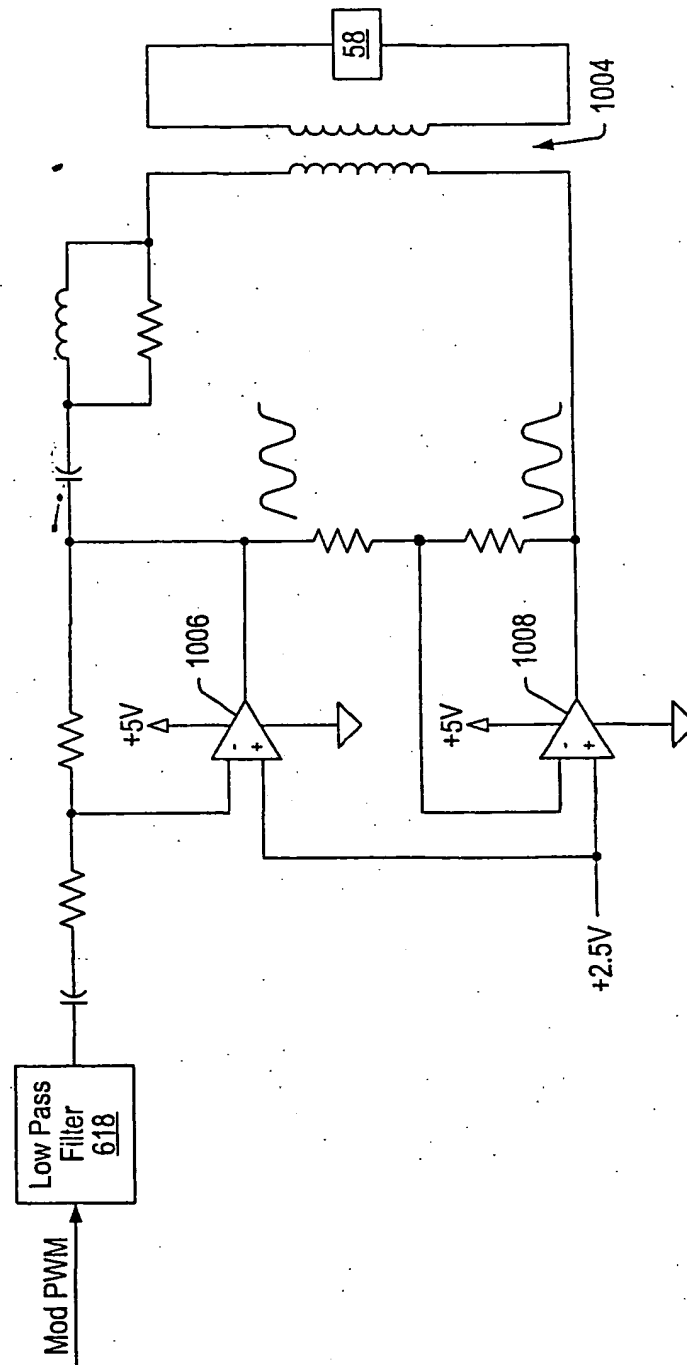 Mod PWM
Low Pass
Filter
618
+5V
1006
-
+
+5V
1008
-
+
+2.5V
58
1004